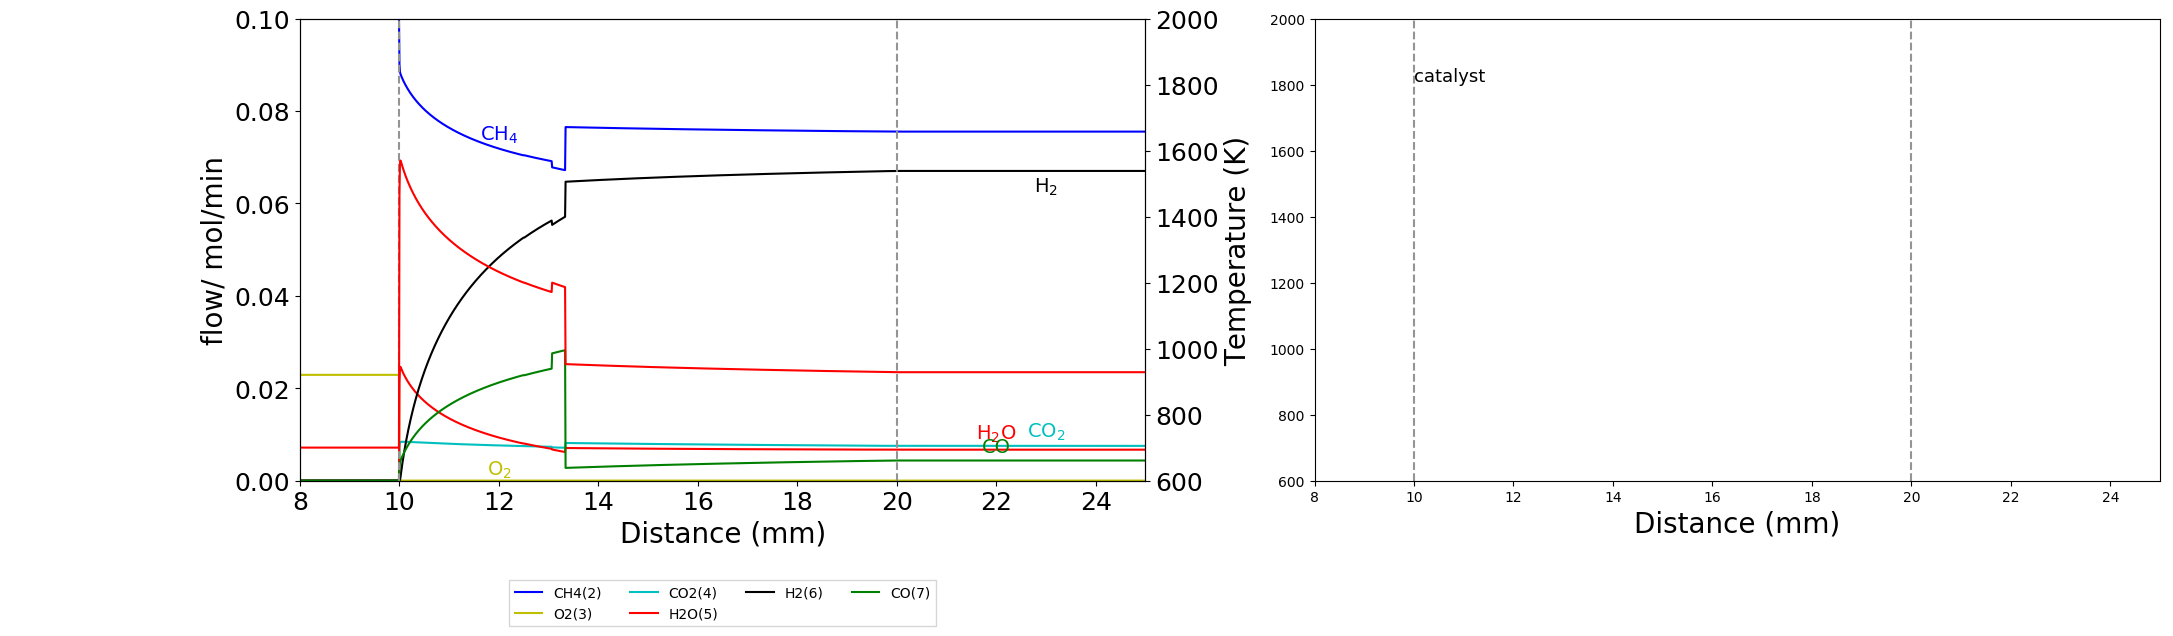 0.10
0.08
0.06
0.04
0.02
0.00
flow/ mol/min
8 10 12 14 16 18 20 22 24
Distance (mm)
CH₄
H₂
H₂O
CO₂
CO
O₂
2000
1800
1600
1400
1200
1000
800
600
Temperature (K)
CH4(2) CO2(4) H2(6) CO(7)
O2(3) H2O(5)
2000
1800
1600
1400
1200
1000
800
600
catalyst
8 10 12 14 16 18 20 22 24
Distance (mm)